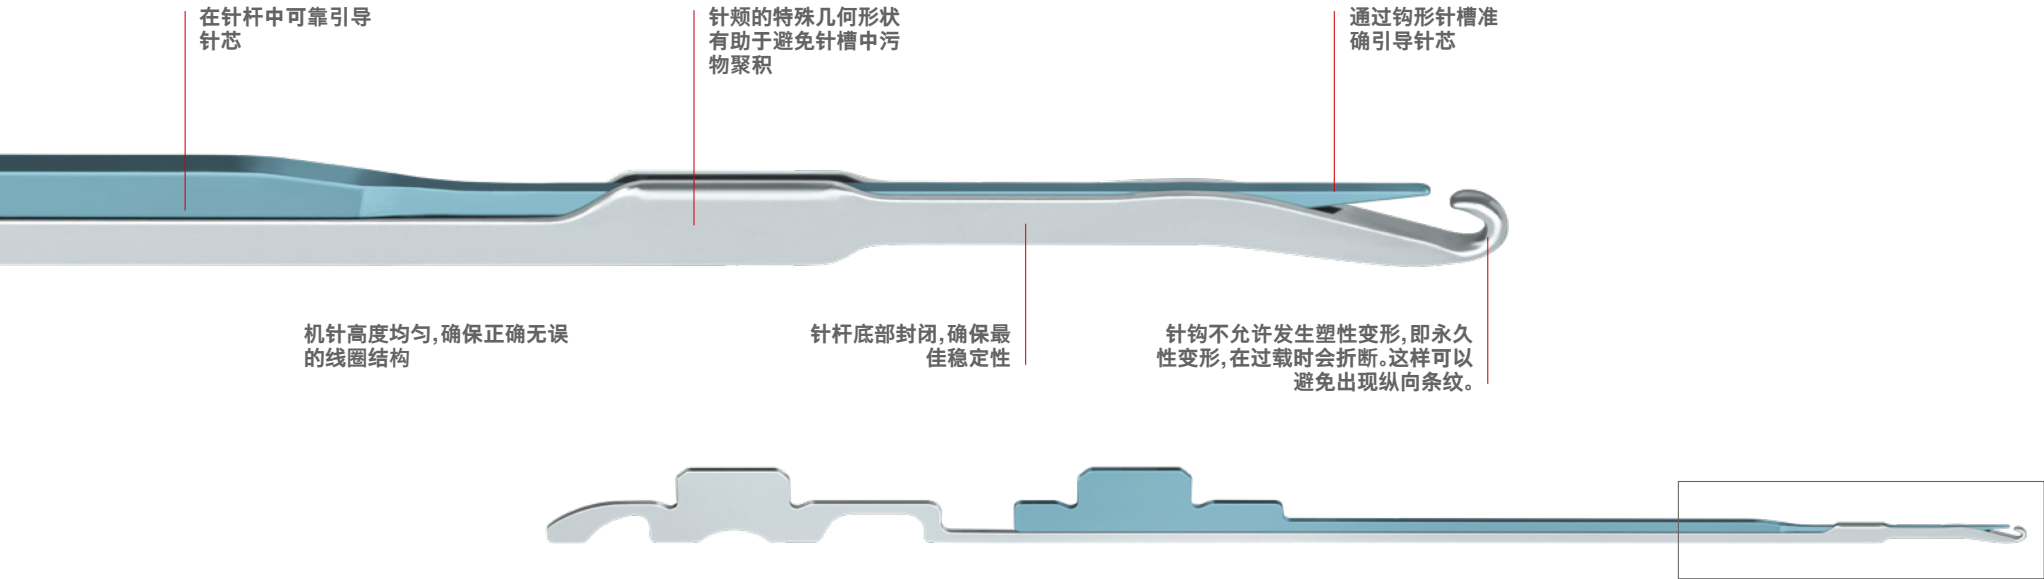 在针杆中可靠引导
针芯
针颊的特殊几何形状
有助于避免针槽中污
物聚积
通过钩形针槽准
确引导针芯
机针高度均匀,确保正确无误
的线圈结构
针杆底部封闭,确保最
佳稳定性
针钩不允许发生塑性变形,即永久
性变形,在过载时会折断。这样可以
避免出现纵向条纹。